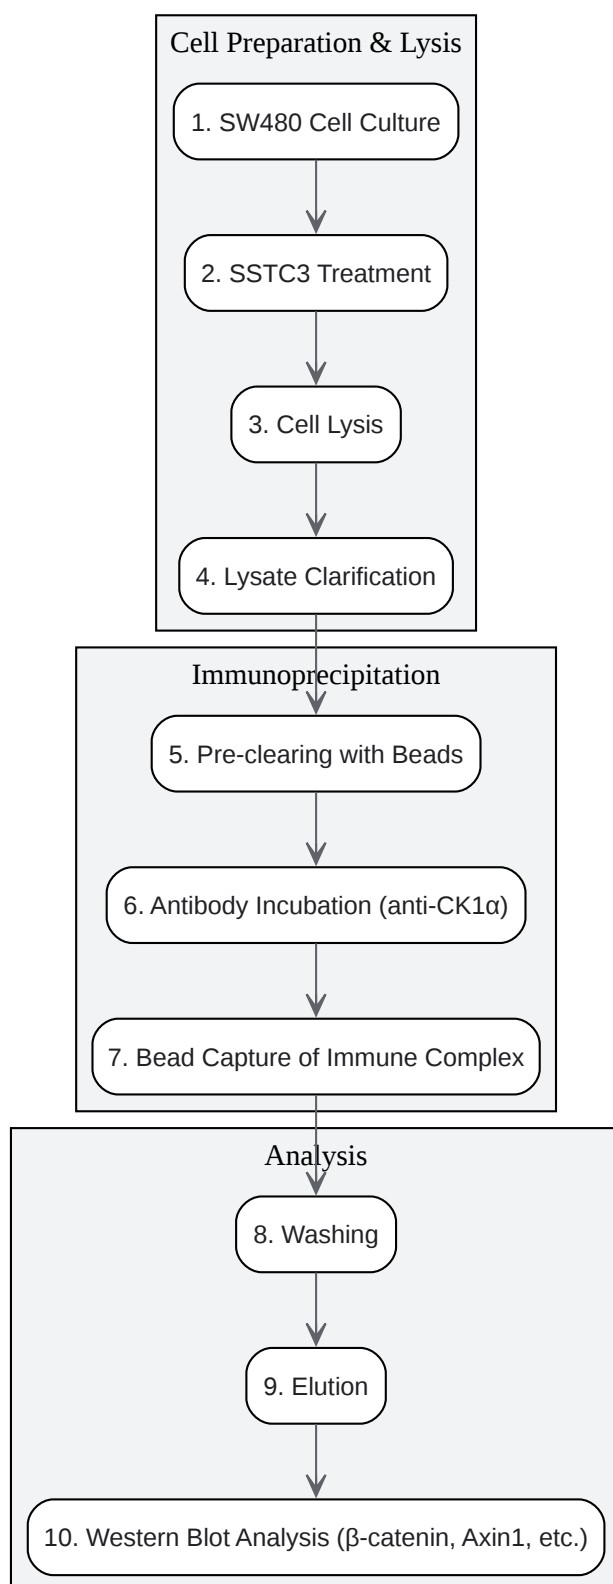 Cell Preparation & Lysis
1. SW480 Cell Culture
2. SSTC3 Treatment
3. Cell Lysis
4. Lysate Clarification
Immunoprecipitation
5. Pre-clearing with Beads
6. Antibody Incubation (anti-CK1α)
7. Bead Capture of Immune Complex
Analysis
8. Washing
9. Elution
10. Western Blot Analysis (β-catenin, Axin1, etc.)